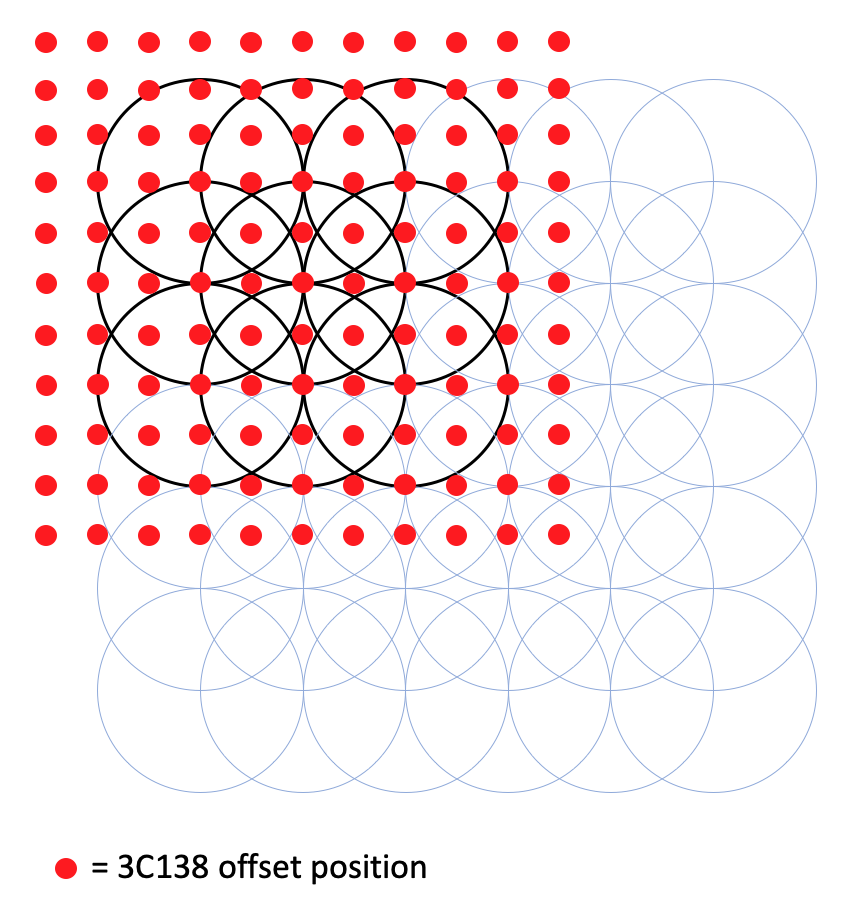 = 3C138 offset position